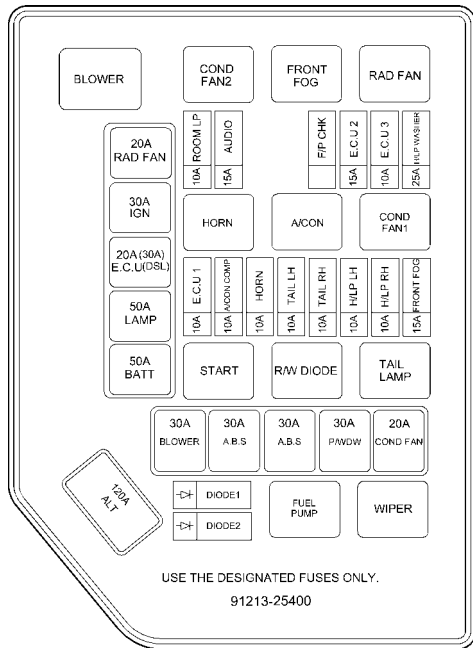 BLOWER
COND
FAN2
FRONT
FOG
RAD FAN
10A ROOM LP
15A AUDIO
F/P CHK
15A E.C.U 2
10A E.C.U 3
25A H/LP WASHER
20A
RAD FAN
30A
IGN
20A(30A)
E.C.U(DSL)
50A
LAMP
50A
BATT
HORN
A/CON
COND
FAN1
10A E.C.U 1
10A A/CON COMP
10A HORN
10A TAIL LH
10A TAIL RH
10A H/LP LH
10A H/LP RH
15A FRONT FOG
START
R/W DIODE
TAIL
LAMP
30A
BLOWER
30A
A.B.S
30A
A.B.S
30A
P/WDW
20A
COND FAN
120A
ALT
DIODE1
DIODE2
FUEL
PUMP
WIPER
USE THE DESIGNATED FUSES ONLY.
91213-25400